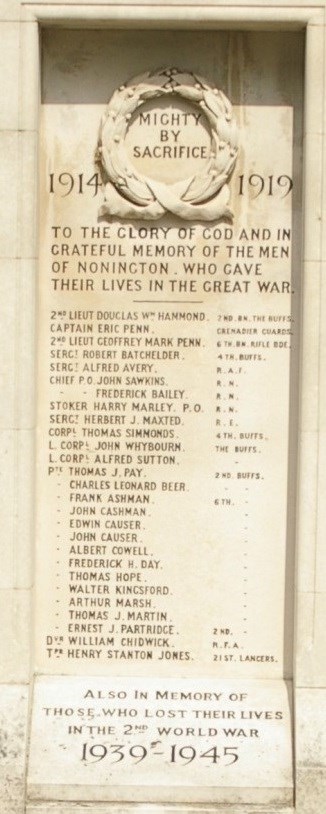 MIGHTY
BY
SACRIFICE
1914 1919
TO THE GLORY OF GOD AND IN
GRATEFUL MEMORY OF THE MEN
OF NONINGTON. WHO GAVE
THEIR LIVES IN THE GREAT WAR.
2ND LIEUT DOUGLAS WM HAMMOND. 2ND. BN. THE BUFFS.
CAPTAIN ERIC PENN. GRENADIER GUARDS.
2ND LIEUT GEOFFREY MARK PENN. 6TH. BN. RIFLE BDE.
SERGT ROBERT BATCHELDER. 4TH. BUFFS.
SERGT ALFRED AVERY. R.A.F.
CHIEF P.O. JOHN SAWKINS. R.N.
- - FREDERICK BAILEY. R.N.
STOKER HARRY MARLEY. P.O. R.N.
SERGT HERBERT J. MAXTED. R.E.
CORPL THOMAS SIMMONDS. 4TH. BUFFS.
L. CORPL JOHN WHYBOURN. THE BUFFS.
L. CORPL ALFRED SUTTON. -
PTE THOMAS J. PAY. 2ND. BUFFS.
- CHARLES LEONARD BEER. - -
- FRANK ASHMAN. 6TH. -
- JOHN CASHMAN. -
- EDWIN CAUSER. -
- JOHN CAUSER. -
- ALBERT COWELL. -
- FREDERICK H. DAY. -
- THOMAS HOPE. -
- WALTER KINGSFORD. -
- ARTHUR MARSH. -
- THOMAS J. MARTIN. -
- ERNEST J. PARTRIDGE. 2ND. -
DVR WILLIAM CHIDWICK. R.F.A.
TPR HENRY STANTON JONES. 21ST. LANCERS.
ALSO IN MEMORY OF
THOSE WHO LOST THEIR LIVES
IN THE 2ND WORLD WAR
1939-1945